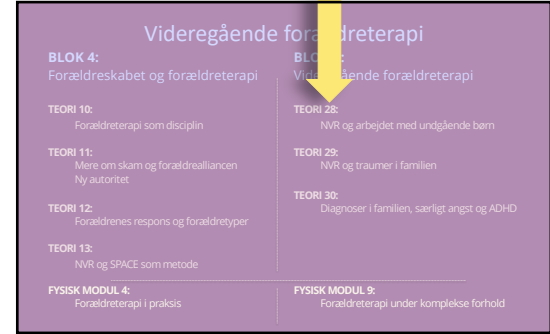 Videregående forældreterapi
BLOK 4:
Forældreskabet og forældreterapi
TEORI 10:
Forældreterapi som disciplin
TEORI 11:
Mere om skam og forældrealliancen
Ny autoritet
TEORI 12:
Forældrenes respons og forældretyper
TEORI 13:
NVR og SPACE som metode
FYSISK MODUL 4:
Forældreterapi i praksis
BLO
Videregående forældreterapi
TEORI 28:
NVR og arbejdet med undgående børn
TEORI 29:
NVR og traumer i familien
TEORI 30:
Diagnoser i familien, særligt angst og ADHD
FYSISK MODUL 9:
Forældreterapi under komplekse forhold